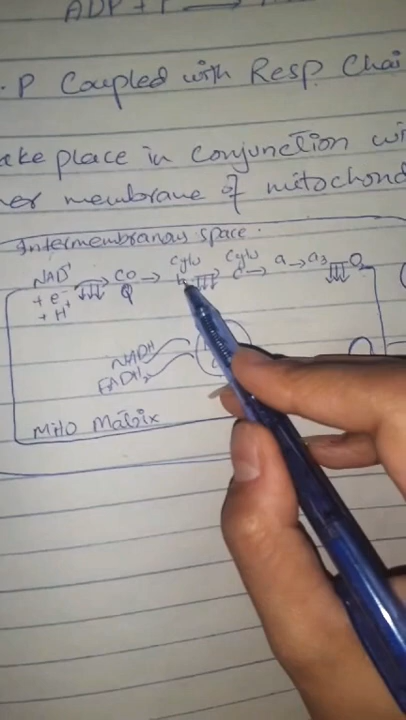 ADP +
P Coupled with Resp. Chai
ake place in Conjunction wi
ner membrane of mitochond
Intermembranous space.
NAD⁺ → CO → Cyto → Cyto → a → a₃ O₂
+ e⁻ Q b c
+ H⁺
NADH
FADH₂
Mito Matrix